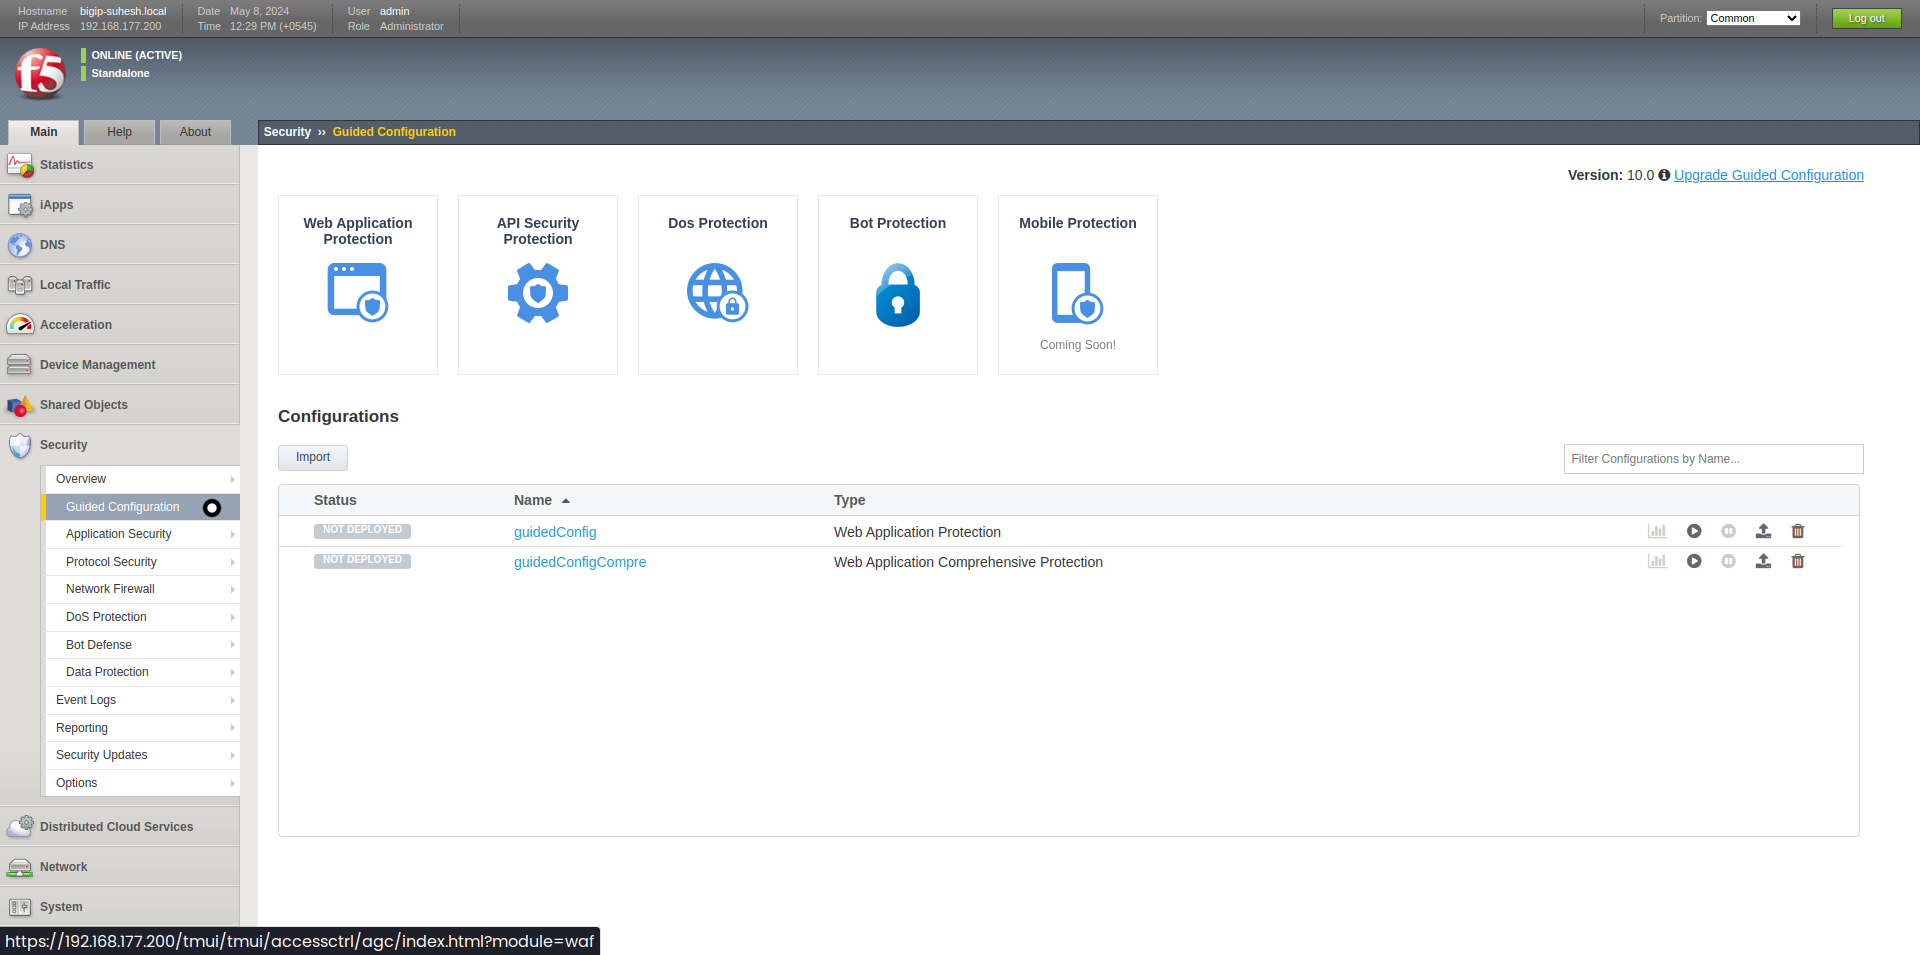 Hostname bigip-suhesh.local Date May 8, 2024 User admin
IP Address 192.168.177.200 Time 12:29 PM (+0545) Role Administrator
Partition: Common Log out
f5
ONLINE (ACTIVE)
Standalone
Main Help About
Security ›› Guided Configuration
Statistics
iApps
DNS
Local Traffic
Acceleration
Device Management
Shared Objects
Security
Overview
Guided Configuration
Application Security
Protocol Security
Network Firewall
DoS Protection
Bot Defense
Data Protection
Event Logs
Reporting
Security Updates
Options
Distributed Cloud Services
Network
System
Version: 10.0 Upgrade Guided Configuration
Web Application Protection
API Security Protection
Dos Protection
Bot Protection
Mobile Protection
Coming Soon!
Configurations
Import
Filter Configurations by Name...
Status Name Type
NOT DEPLOYED guidedConfig Web Application Protection
NOT DEPLOYED guidedConfigCompre Web Application Comprehensive Protection
https://192.168.177.200/tmui/tmui/accessctrl/agc/index.html?module=waf